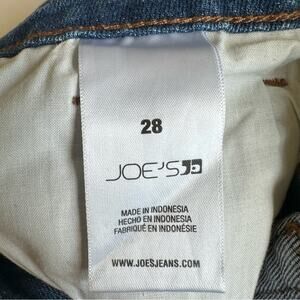 28
JOE'S
MADE IN INDONESIA
HECHO EN INDONESIA
FABRIQUÉ EN INDONÉSIE
WWW.JOESJEANS.COM